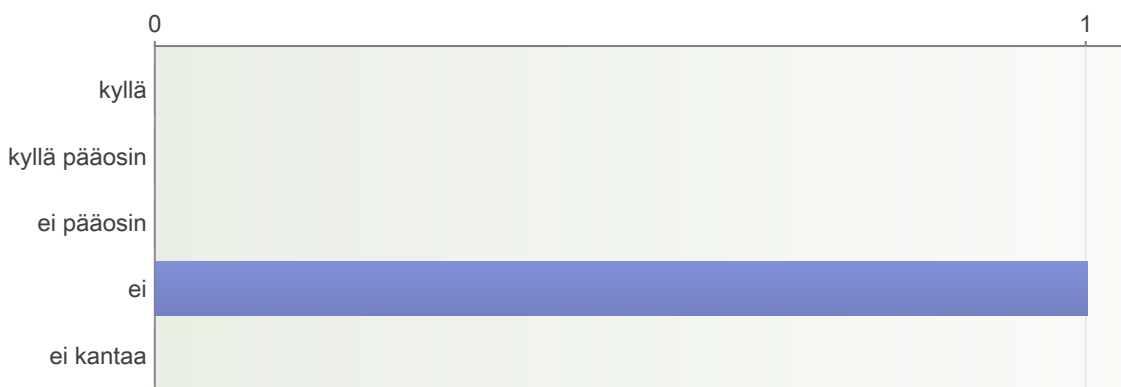 0 1
kyllä
kyllä pääosin
ei pääosin
ei
ei kantaa